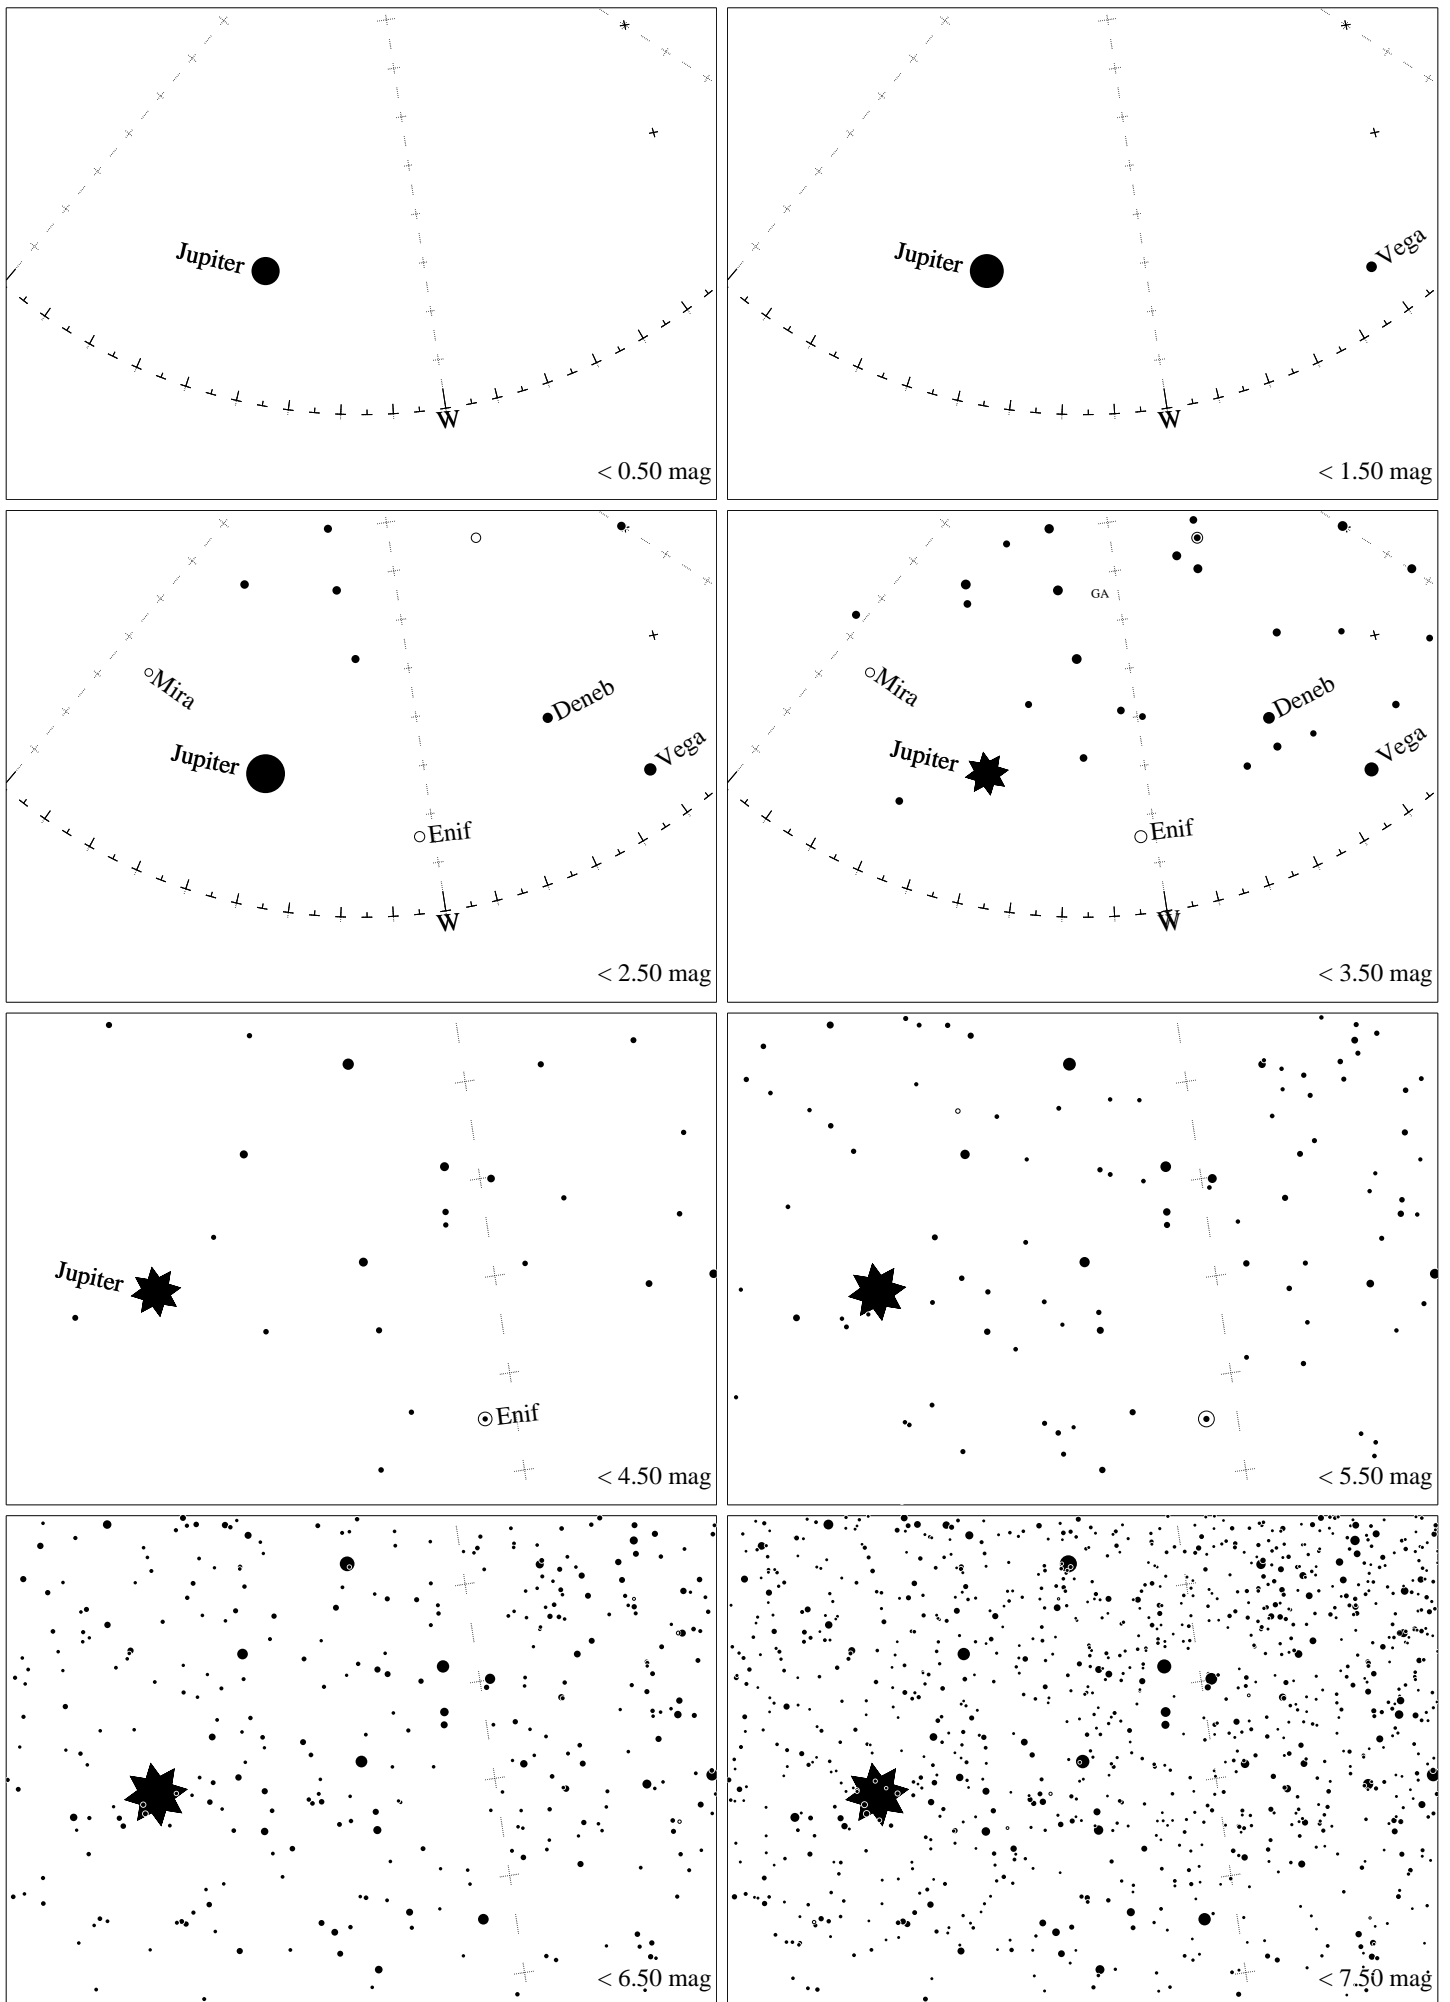 Jupiter
W
< 0.50 mag
Jupiter
Vega
W
< 1.50 mag
Mira
Deneb
Jupiter
Vega
Enif
W
< 2.50 mag
GA
Mira
Deneb
Jupiter
Vega
Enif
W
< 3.50 mag
Jupiter
Enif
< 4.50 mag
< 5.50 mag
< 6.50 mag
< 7.50 mag